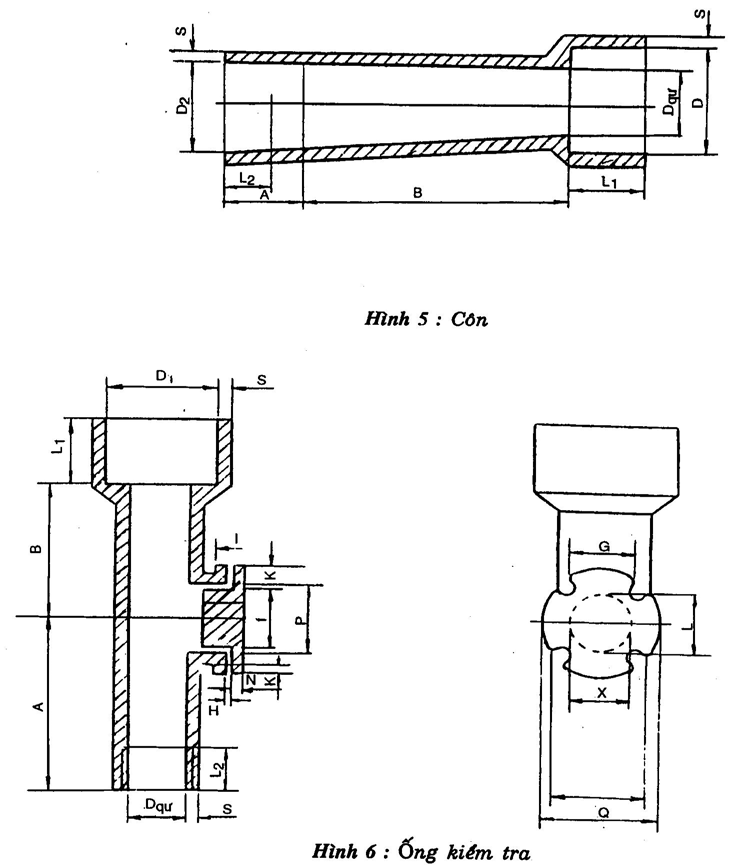 S
S
D2
Dqư
D
L2
A
B
L1
Hình 5 : Côn
D1
S
L1
B
I
K
I
P
K
N
H
A
L2
Dqư
S
G
L
X
Q
Hình 6 : Ống kiểm tra